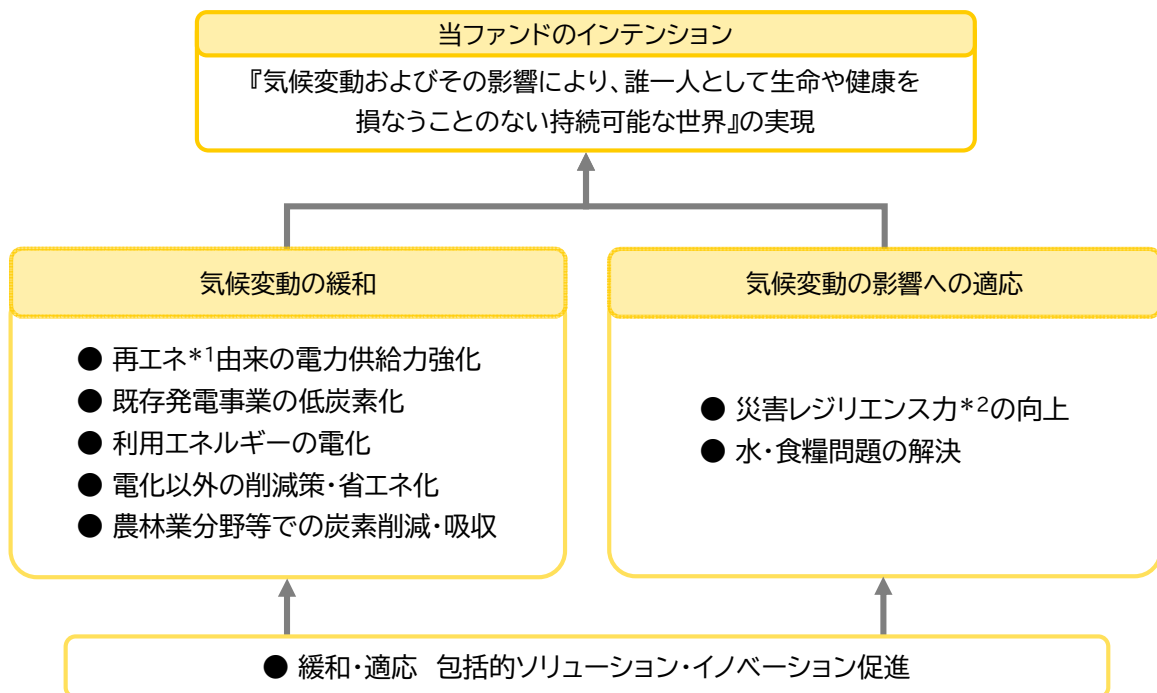 当ファンドのインテンション
『気候変動およびその影響により、誰一人として生命や健康を
損なうことのない持続可能な世界』の実現
気候変動の緩和
● 再エネ*1由来の電力供給力強化
● 既存発電事業の低炭素化
● 利用エネルギーの電化
● 電化以外の削減策・省エネ化
● 農林業分野等での炭素削減・吸収
気候変動の影響への適応
● 災害レジリエンス力*2の向上
● 水・食糧問題の解決
● 緩和・適応 包括的ソリューション・イノベーション促進